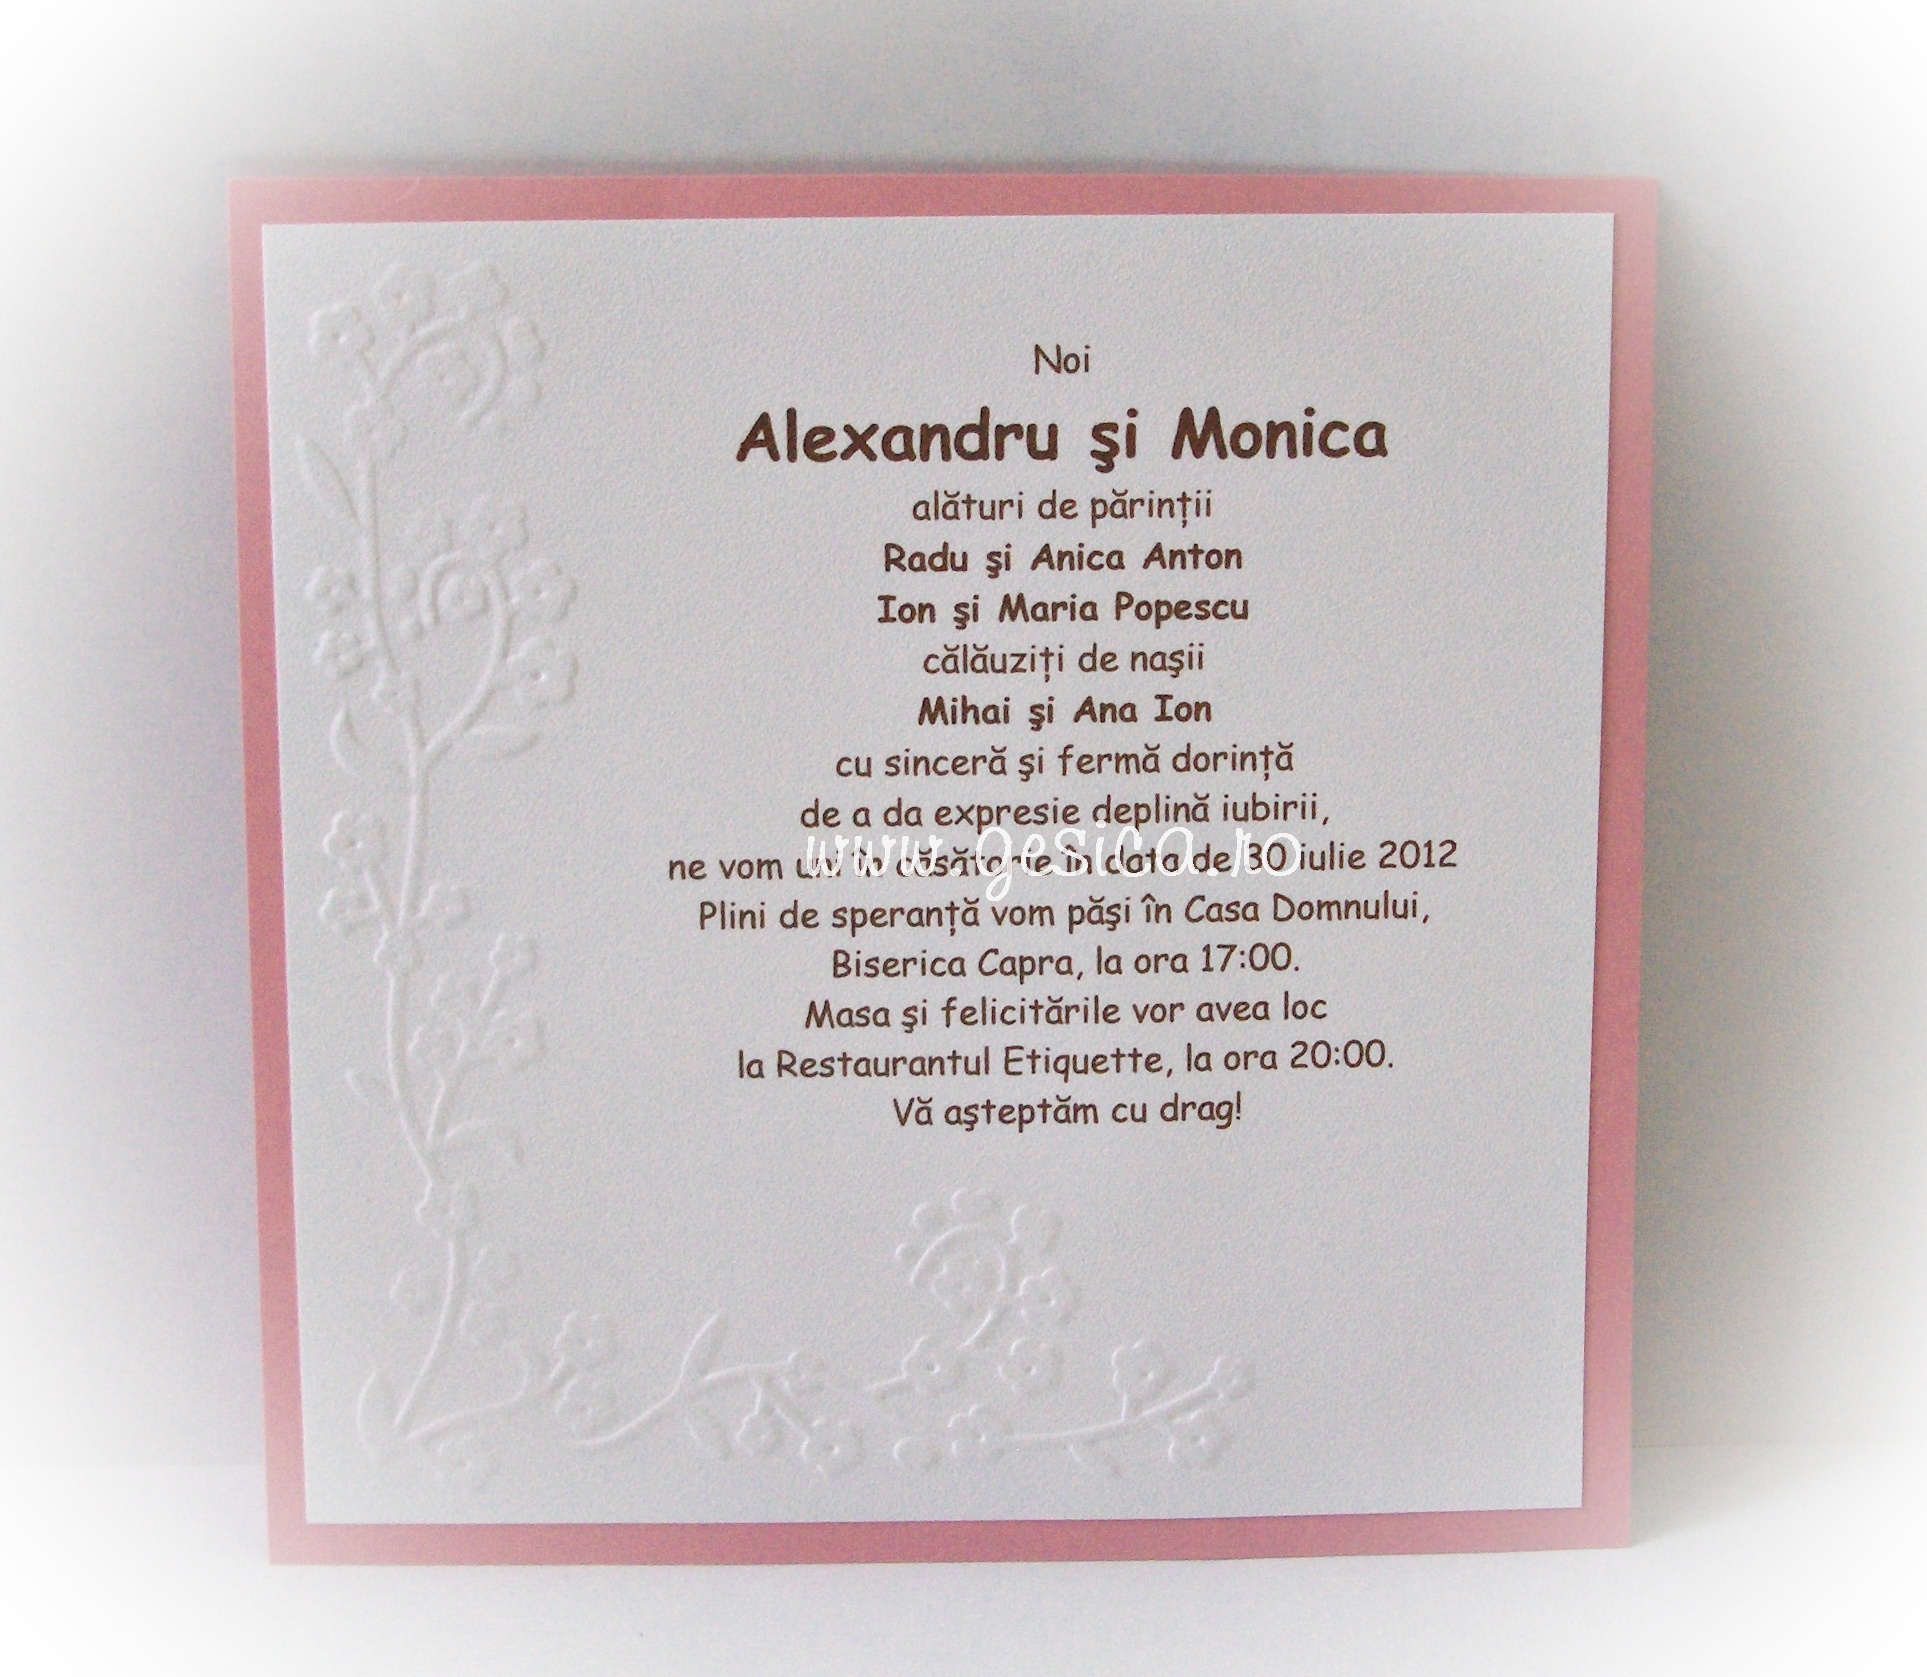 Noi
Alexandru şi Monica
alături de părinţii
Radu şi Anica Anton
Ion şi Maria Popescu
călăuziţi de naşii
Mihai şi Ana Ion
cu sinceră şi fermă dorinţă
de a da expresie deplină iubirii,
ne vom uni în căsătorie în data de 30 iulie 2012
www.gesica.ro
Plini de speranţă vom păşi în Casa Domnului,
Biserica Capra, la ora 17:00.
Masa şi felicitările vor avea loc
la Restaurantul Etiquette, la ora 20:00.
Vă aşteptăm cu drag!